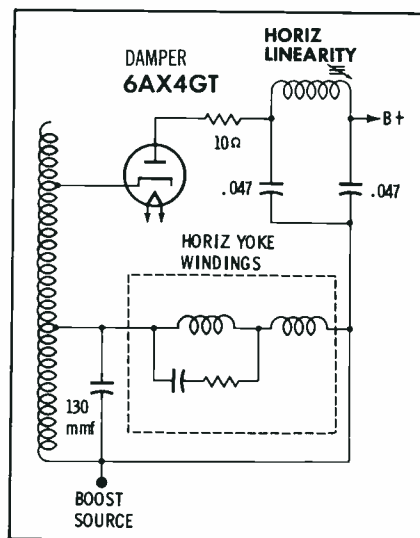 HORIZ
LINEARITY
DAMPER
6AX4GT
10Ω
B+
.047
.047
HORIZ YOKE
WINDINGS
130
mmf
BOOST
SOURCE